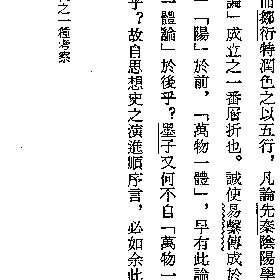 而鄒衍特潤色之以五行，凡論先秦陰陽
論」成立之一番曆折也。誠使易繫傳成於
」「陽」於前，「萬物一體」，早有此論
一體論」於後乎？墨子又何不自「萬物一
乎？故自思想史之演進順序言，必如余此
之一種考察